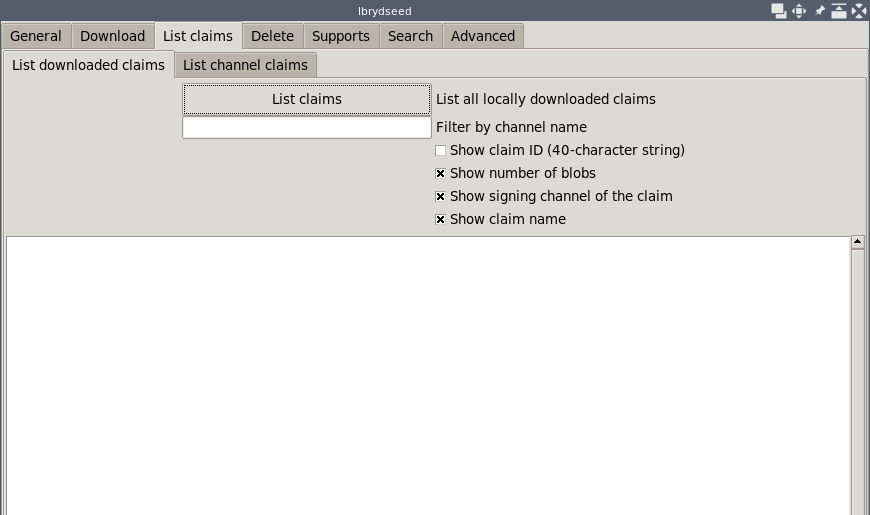 lbrydseed
General Download List claims Delete Supports Search Advanced
List downloaded claims List channel claims
List claims List all locally downloaded claims
Filter by channel name
Show claim ID (40-character string)
Show number of blobs
Show signing channel of the claim
Show claim name